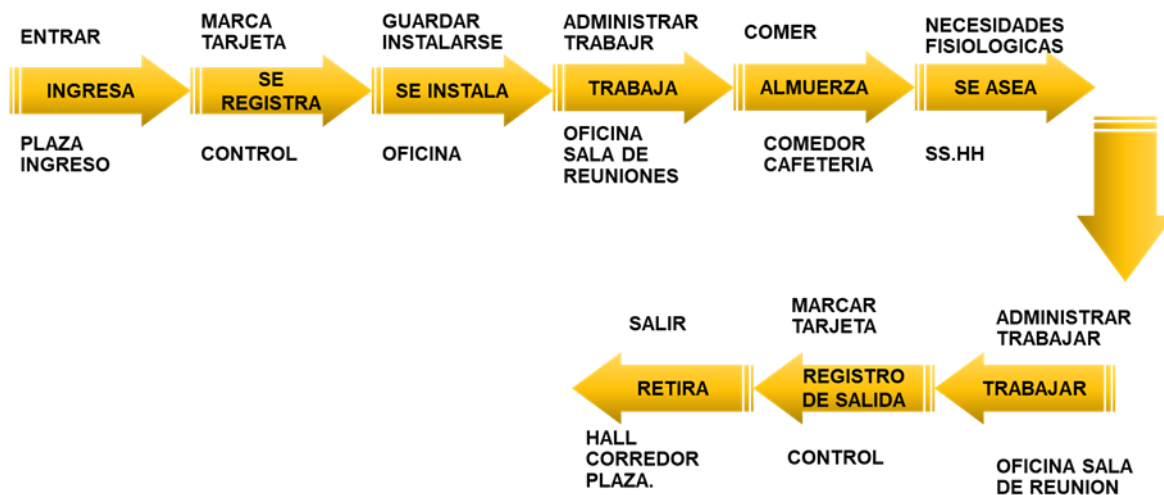 ENTRAR
MARCA
TARJETA
GUARDAR
INSTALARSE
ADMINISTRAR
TRABAJR
COMER
NECESIDADES
FISIOLOGICAS
INGRESA
SE
REGISTRA
SE INSTALA
TRABAJA
ALMUERZA
SE ASEA
PLAZA
INGRESO
CONTROL
OFICINA
OFICINA
SALA DE
REUNIONES
COMEDOR
CAFETERIA
SS.HH
ADMINISTRAR
TRABAJAR
MARCAR
TARJETA
SALIR
TRABAJAR
REGISTRO
DE SALIDA
RETIRA
OFICINA SALA
DE REUNION
CONTROL
HALL
CORREDOR
PLAZA.